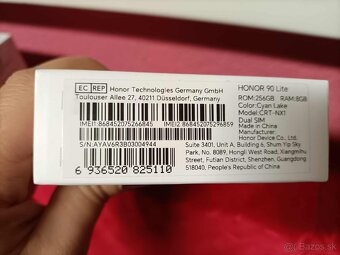 EC REP Honor Technologies Germany GmbH
Toulouser Allee 27, 40211 Düsseldorf, Germany
HONOR 90 Lite
ROM:256GB RAM:8GB
Color:Cyan Lake
Model:CRT-NX1
Dual SIM
Made in China
IMEI1 868452075266845
IMEI2 868452075296859
Manufacturer:
Honor Device Co., Ltd.
S/N:AYAV6R3B03004944
Suite 3401, Unit A, Building 6, Shum Yip Sky
Park, No. 8089, Hongli West Road, Xiangmihu
Street, Futian District, Shenzhen, Guangdong
518040, People's Republic of China
6 936520 825110
bazos.sk